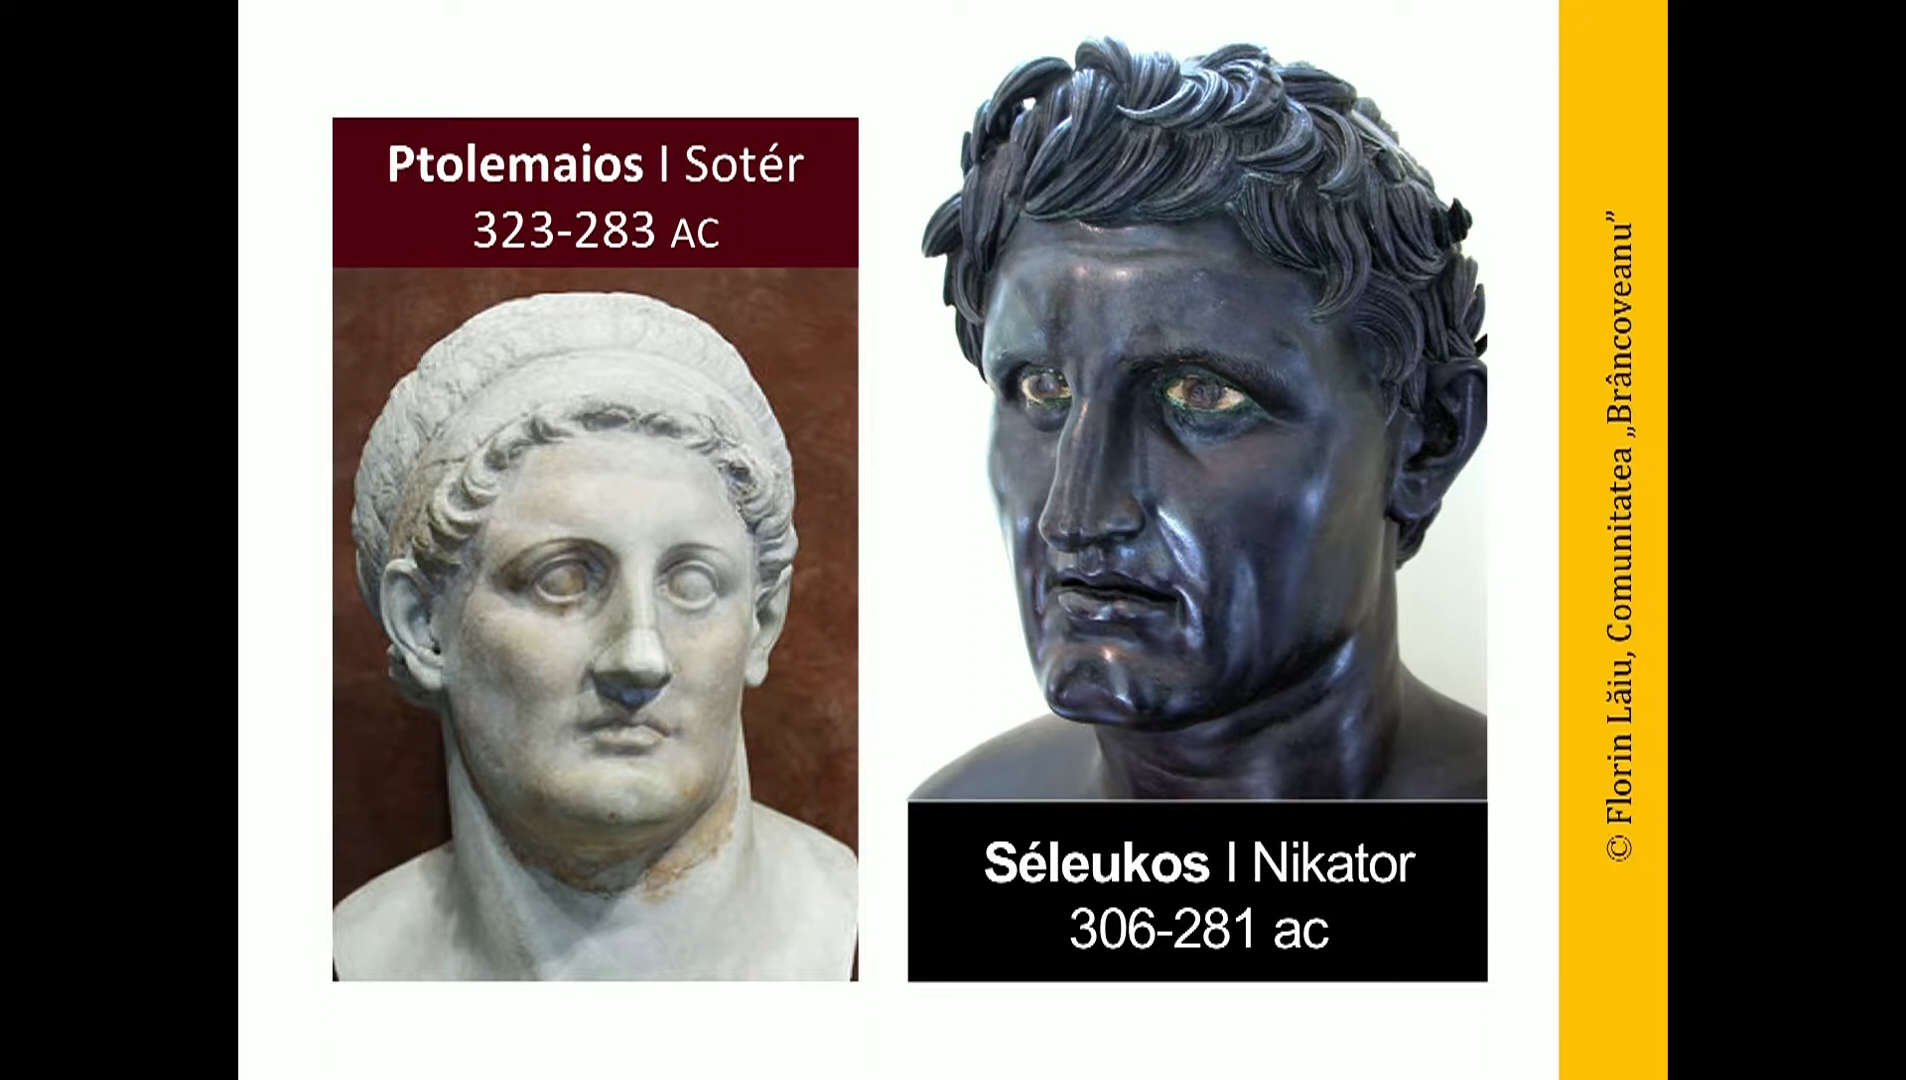 Ptolemaios I Sotér
323-283 AC
Séleukos I Nikator
306-281 ac
© Florin Lăiu, Comunitatea „Brâncoveanu”